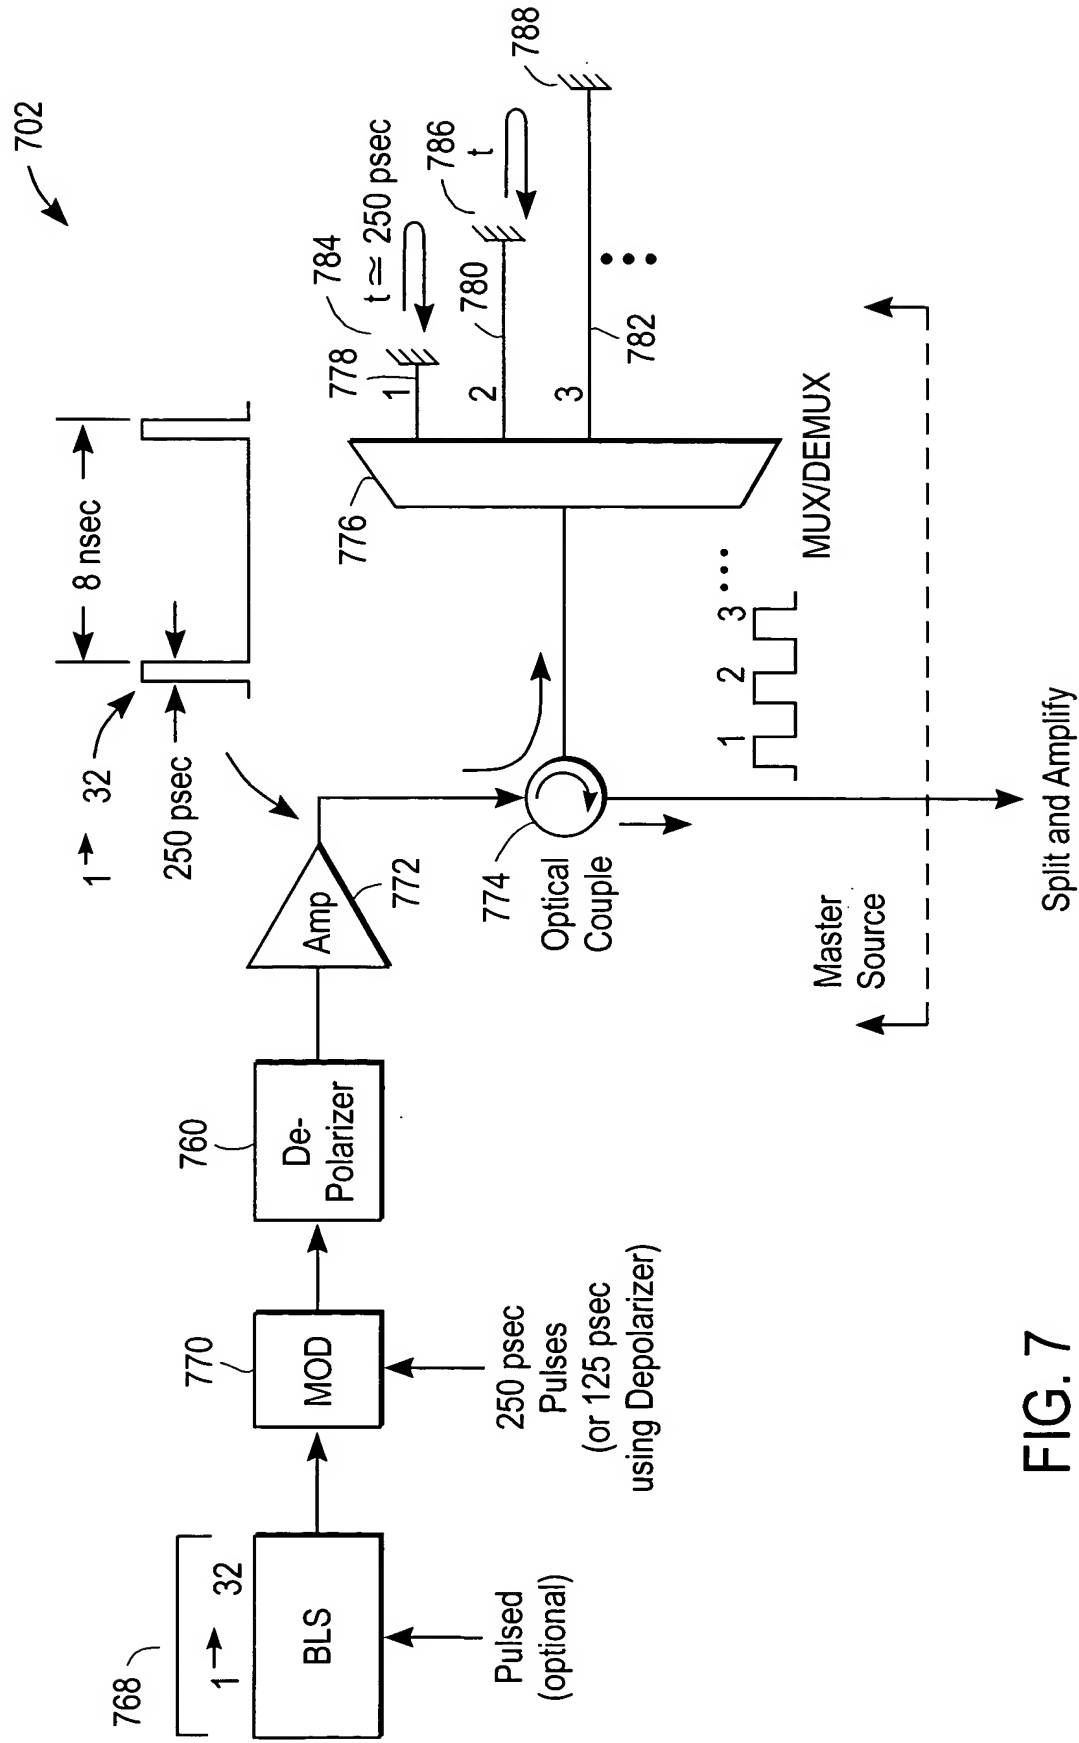 702
1→ 32
8 nsec
250 psec
768
1→ 32
BLS
Pulsed
(optional)
770
MOD
250 psec
Pulses
(or 125 psec
using Depolarizer)
760
De-
Polarizer
Amp
772
774
Optical
Couple
776
778
1
784
t ≃ 250 psec
2
780
786
t
3
782
788
MUX/DEMUX
1
2
3
Master
Source
Split and Amplify
FIG. 7